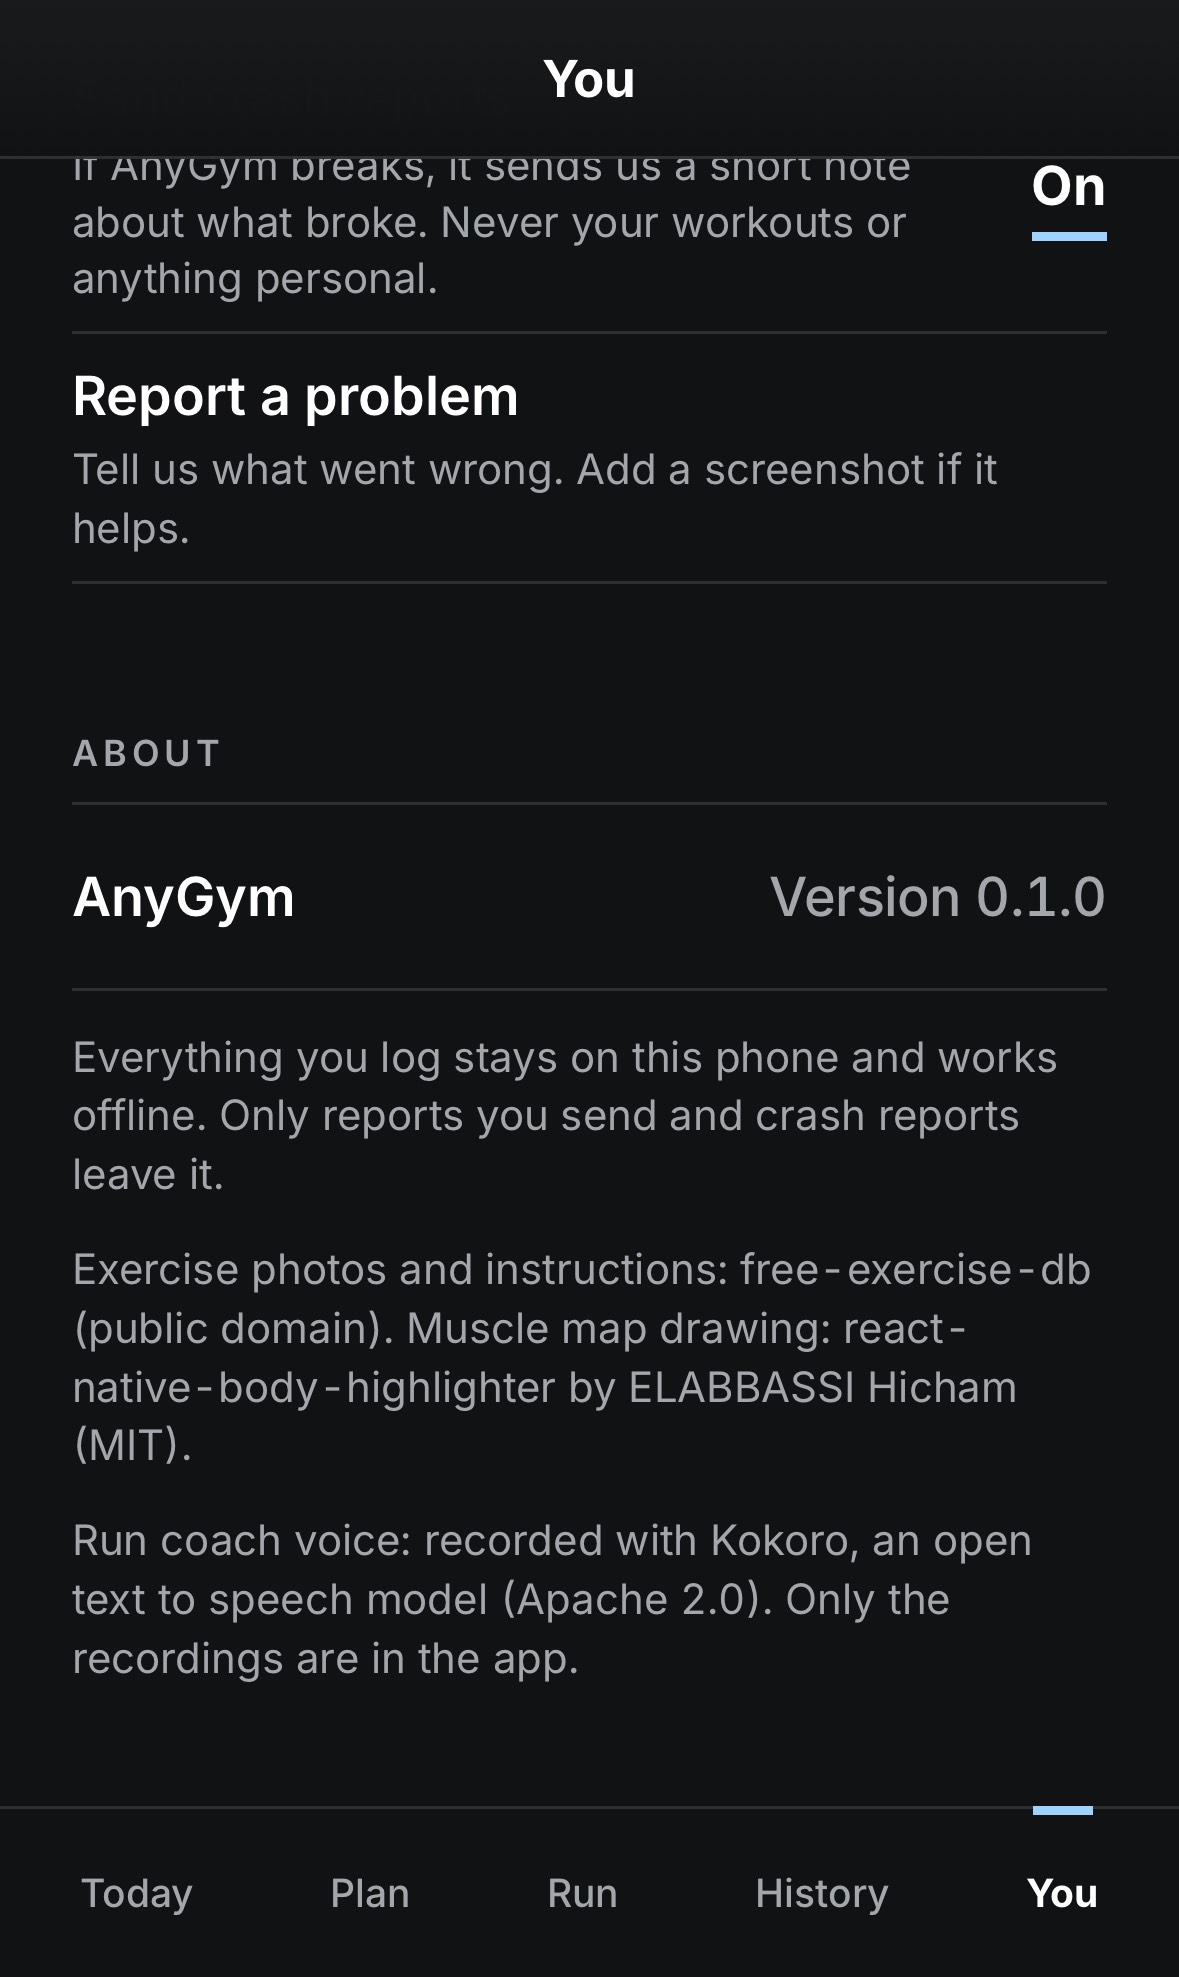 You
If AnyGym breaks, it sends us a short note
about what broke. Never your workouts or
anything personal.
On
Report a problem
Tell us what went wrong. Add a screenshot if it
helps.
ABOUT
AnyGym
Version 0.1.0
Everything you log stays on this phone and works
offline. Only reports you send and crash reports
leave it.
Exercise photos and instructions: free-exercise-db
(public domain). Muscle map drawing: react-
native-body-highlighter by ELABBASSI Hicham
(MIT).
Run coach voice: recorded with Kokoro, an open
text to speech model (Apache 2.0). Only the
recordings are in the app.
Today
Plan
Run
History
You